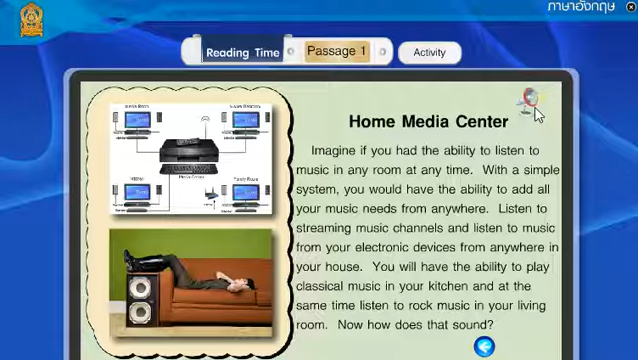 ภาษาอังกฤษ
Reading Time
Passage 1
Activity
Home Media Center
Imagine if you had the ability to listen to
music in any room at any time. With a simple
system, you would have the ability to add all
your music needs from anywhere. Listen to
streaming music channels and listen to music
from your electronic devices from anywhere in
your house. You will have the ability to play
classical music in your kitchen and at the
same time listen to rock music in your living
room. Now how does that sound?